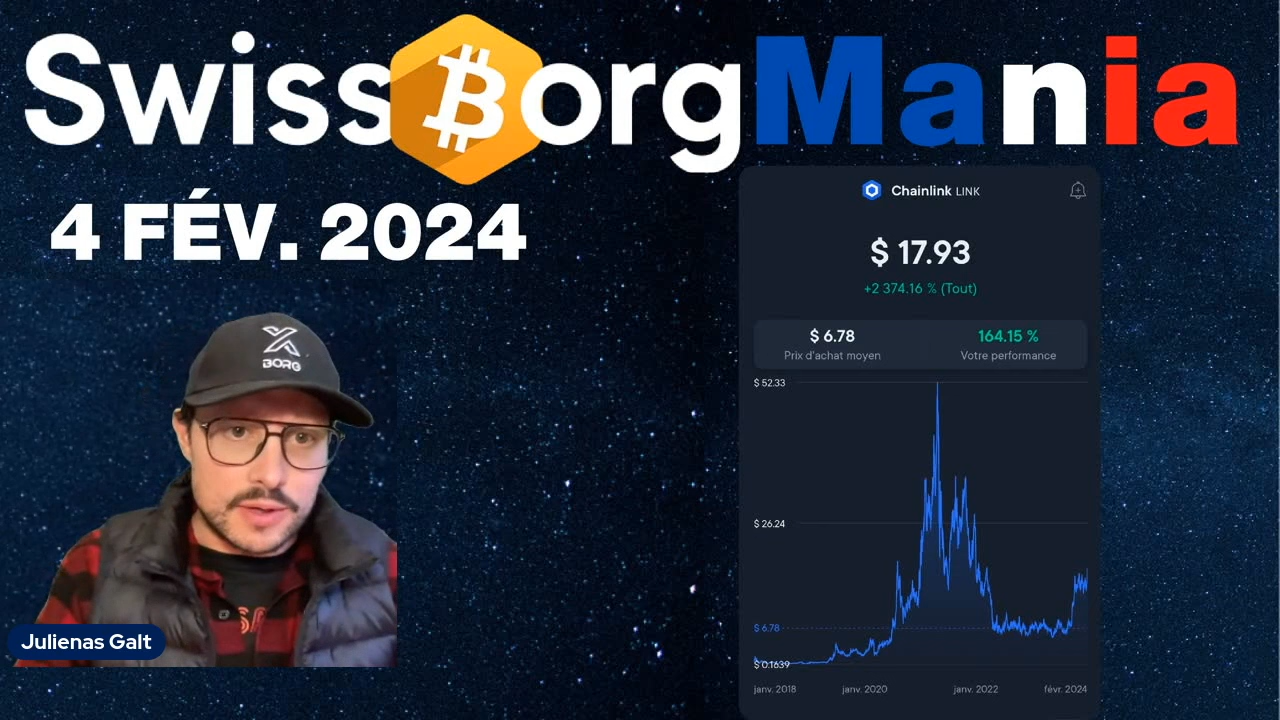 SwissBorgMania
4 FÉV. 2024
Chainlink LINK
$ 17.93
+2 374.16 % (Tout)
$ 6.78
164.15 %
Prix d'achat moyen
Votre performance
$ 52.33
$ 26.24
$ 6.78
$ 0.1639
janv. 2018
janv. 2020
janv. 2022
févr. 2024
BORG
SA
Julienas Galt